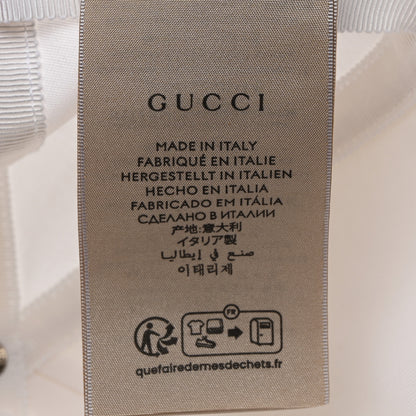 GUCCI
MADE IN ITALY
FABRIQUÉ EN ITALIE
HERGESTELLT IN ITALIEN
HECHO EN ITALIA
FABRICADO EM ITÁLIA
СДЕЛАНО В ИТАЛИИ
产地:意大利
イタリア製
صنع في إيطاليا
이태리제
FR
quefairedemesdechets.fr